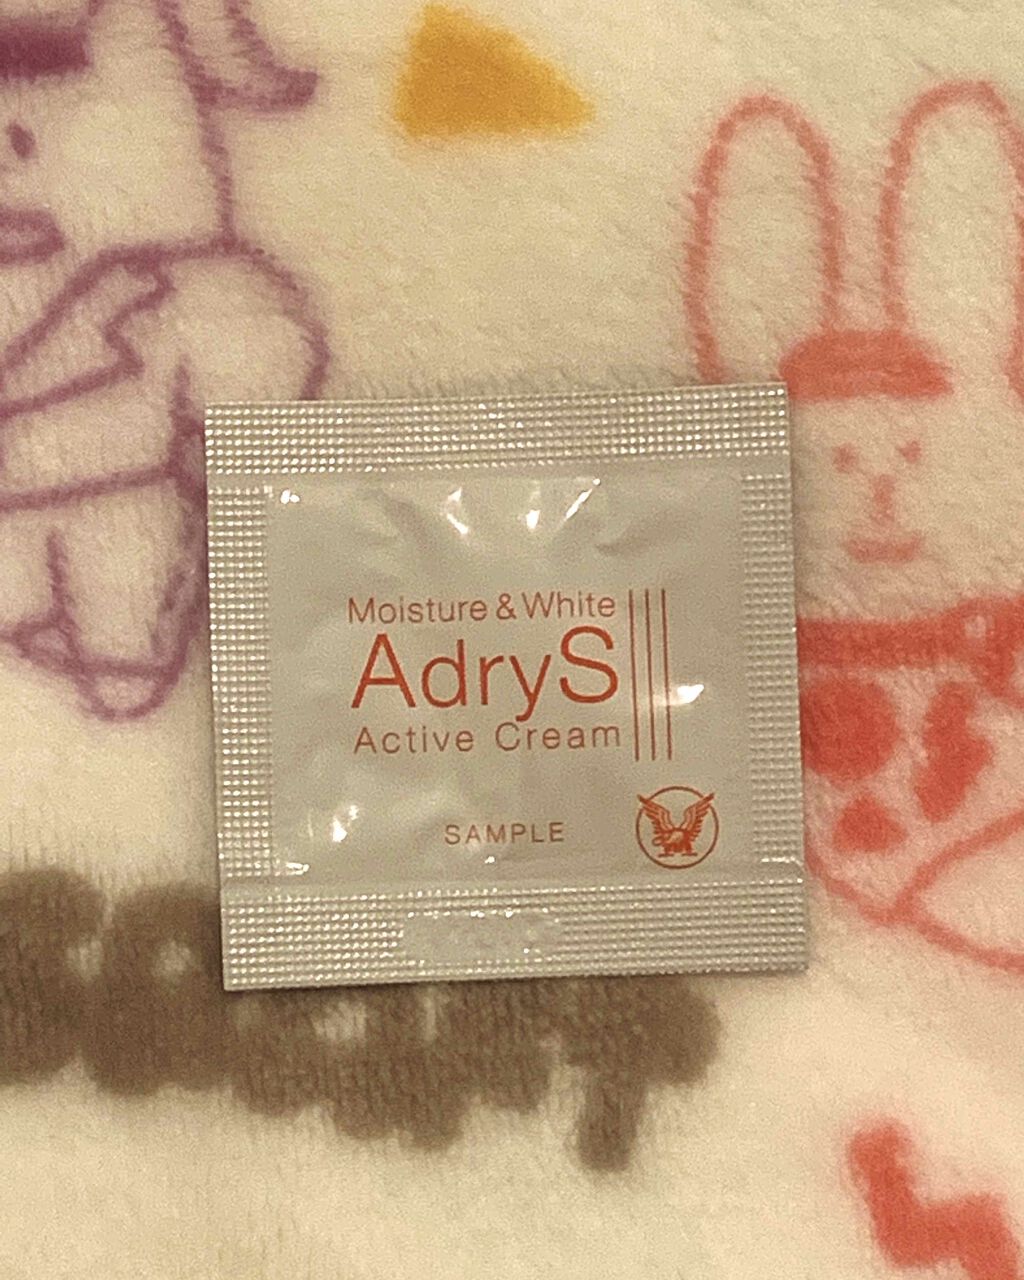 Moisture & White
AdryS
Active Cream
SAMPLE